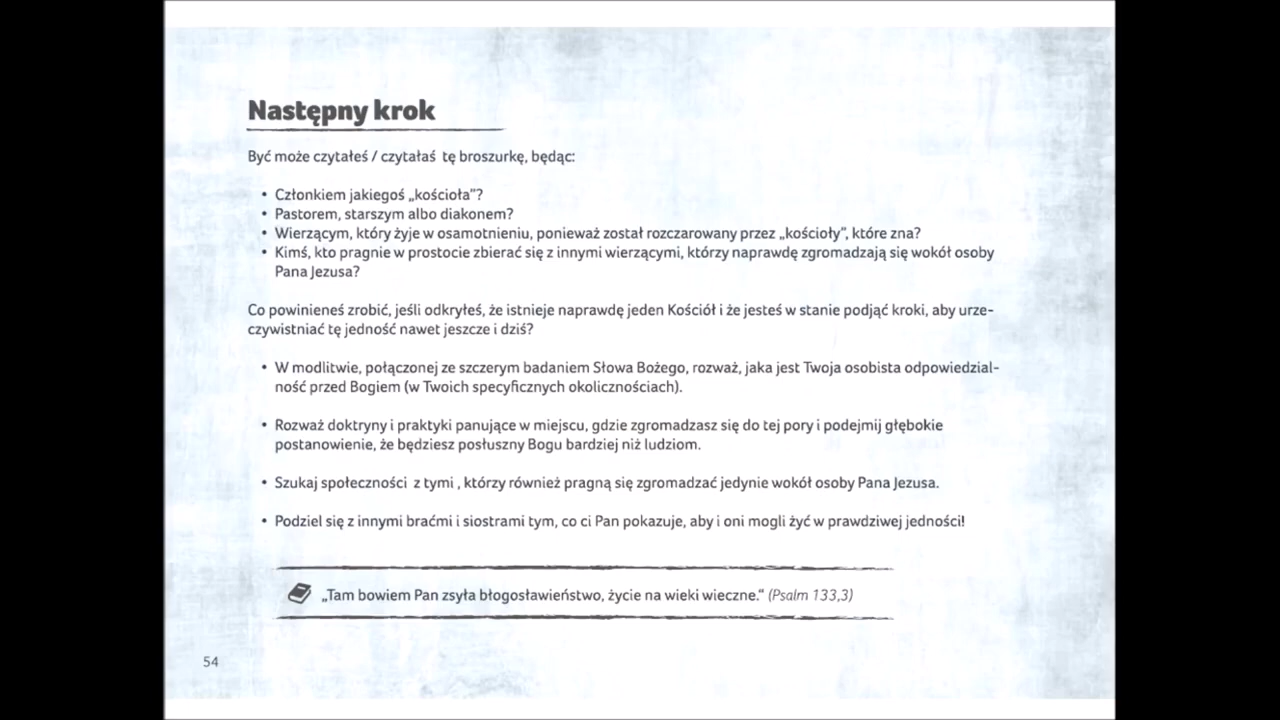 Następny krok
Być może czytałeś / czytałaś tę broszurkę, będąc:
• Członkiem jakiegoś „kościoła”?
• Pastorem, starszym albo diakonem?
• Wierzącym, który żyje w osamotnieniu, ponieważ został rozczarowany przez „kościoły”, które zna?
• Kimś, kto pragnie w prostocie zbierać się z innymi wierzącymi, którzy naprawdę zgromadzają się wokół osoby
Pana Jezusa?
Co powinieneś zrobić, jeśli odkryłeś, że istnieje naprawdę jeden Kościół i że jesteś w stanie podjąć kroki, aby urze-
czywistniać tę jedność nawet jeszcze i dziś?
• W modlitwie, połączonej ze szczerym badaniem Słowa Bożego, rozważ, jaka jest Twoja osobista odpowiedzial-
ność przed Bogiem (w Twoich specyficznych okolicznościach).
• Rozważ doktryny i praktyki panujące w miejscu, gdzie zgromadzasz się do tej pory i podejmij głębokie
postanowienie, że będziesz posłuszny Bogu bardziej niż ludziom.
• Szukaj społeczności z tymi , którzy również pragną się zgromadzać jedynie wokół osoby Pana Jezusa.
• Podziel się z innymi braćmi i siostrami tym, co ci Pan pokazuje, aby i oni mogli żyć w prawdziwej jedności!
„Tam bowiem Pan zsyła błogosławieństwo, życie na wieki wieczne.“ (Psalm 133,3)
54